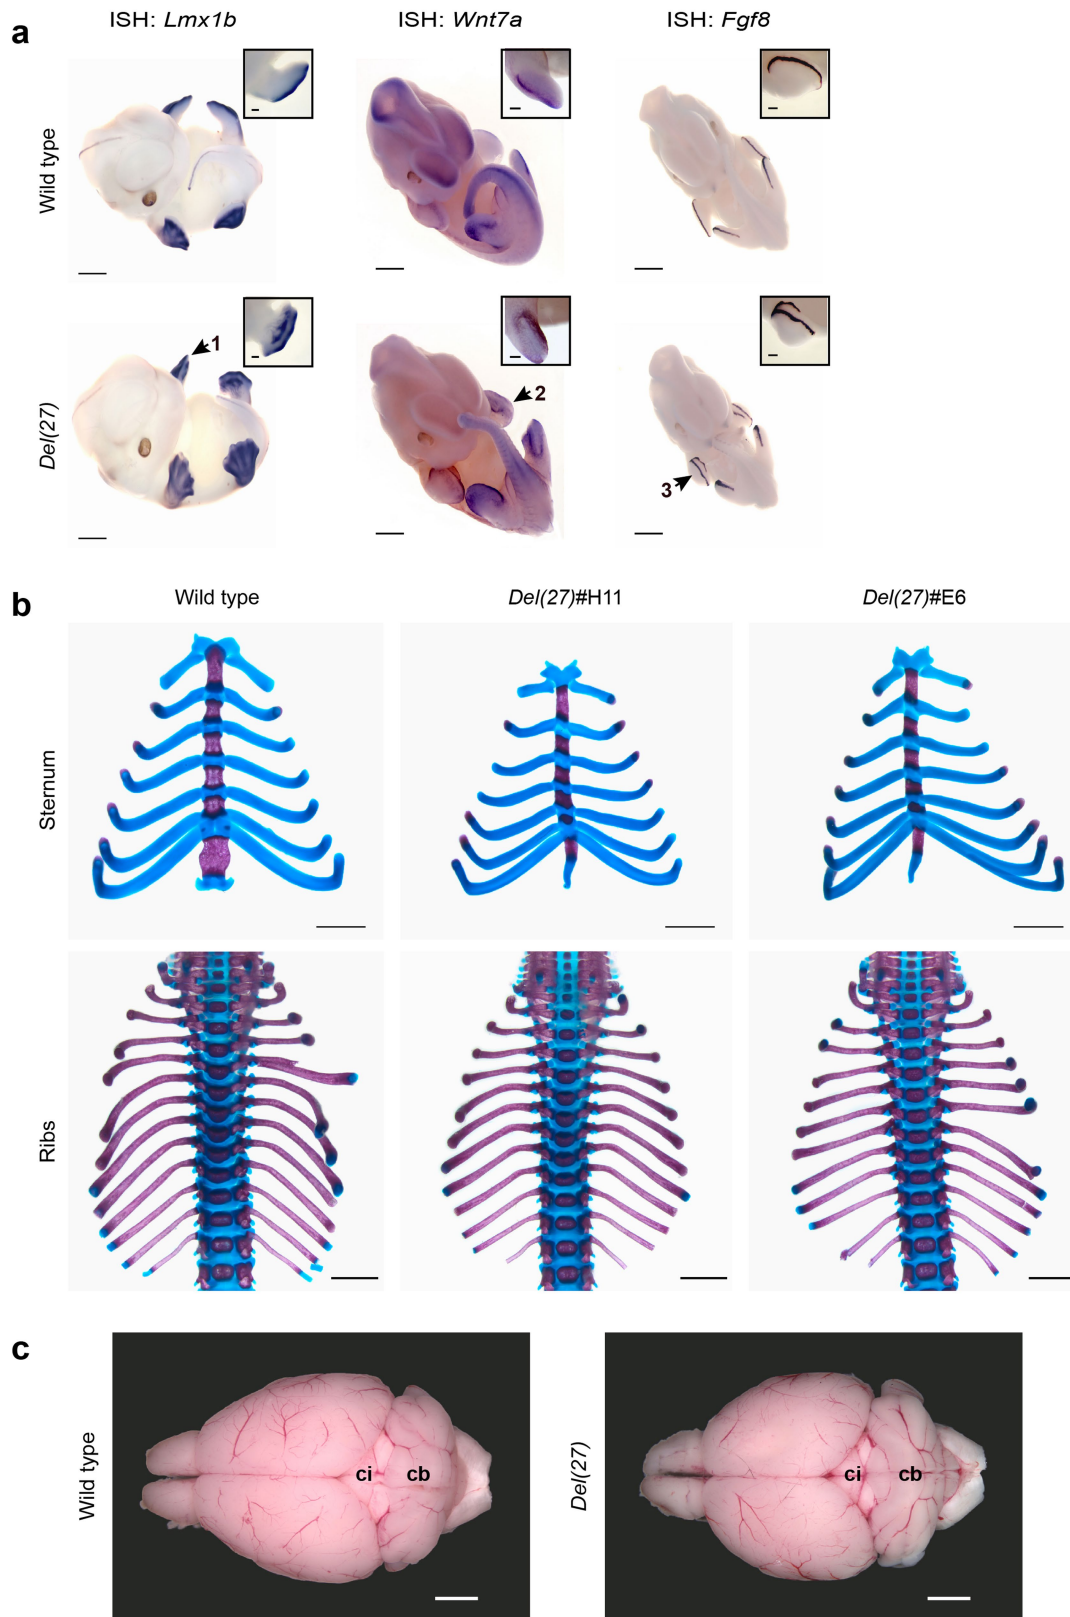 a
ISH: Lmx1b
ISH: Wnt7a
ISH: Fgf8
Wild type
Del(27)
1
2
3
b
Wild type
Del(27)#H11
Del(27)#E6
Sternum
Ribs
c
Wild type
ci
cb
Del(27)
ci
cb